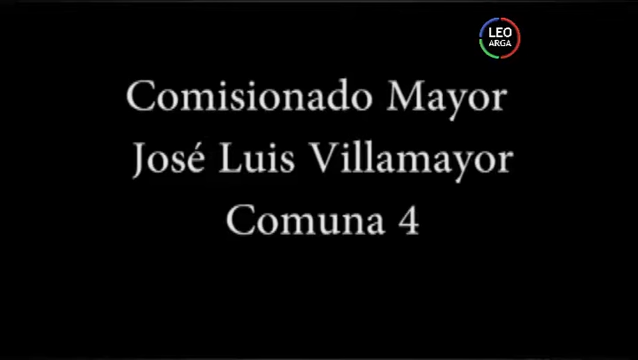 LEO
ARGA
Comisionado Mayor
José Luis Villamayor
Comuna 4